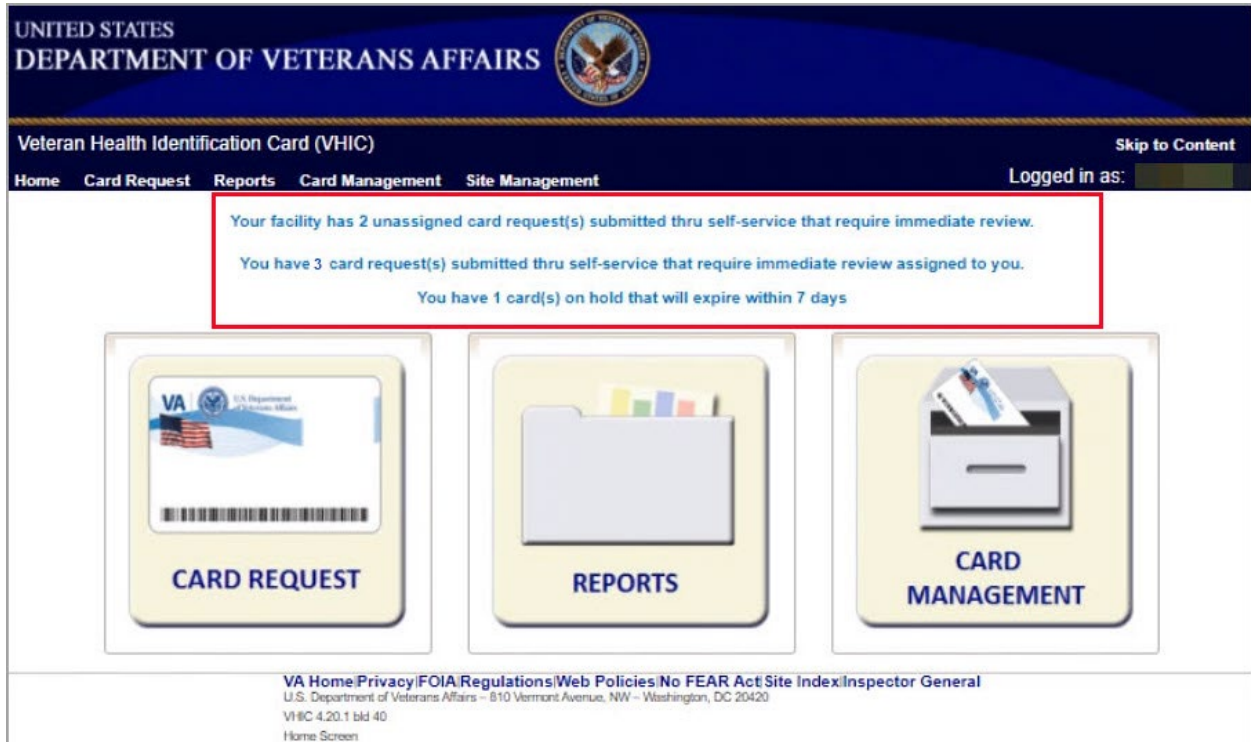 UNITED STATES
DEPARTMENT OF VETERANS AFFAIRS
Veteran Health Identification Card (VHIC)
Skip to Content
Home Card Request Reports Card Management Site Management
Logged in as:
Your facility has 2 unassigned card request(s) submitted thru self-service that require immediate review.
You have 3 card request(s) submitted thru self-service that require immediate review assigned to you.
You have 1 card(s) on hold that will expire within 7 days
VA
U.S. Department
of Veterans Affairs
CARD REQUEST
REPORTS
CARD
MANAGEMENT
VA Home|Privacy|FOIA|Regulations|Web Policies|No FEAR Act|Site Index|Inspector General
U.S. Department of Veterans Affairs – 810 Vermont Avenue, NW – Washington, DC 20420
VHIC 4.20.1 bld 40
Home Screen